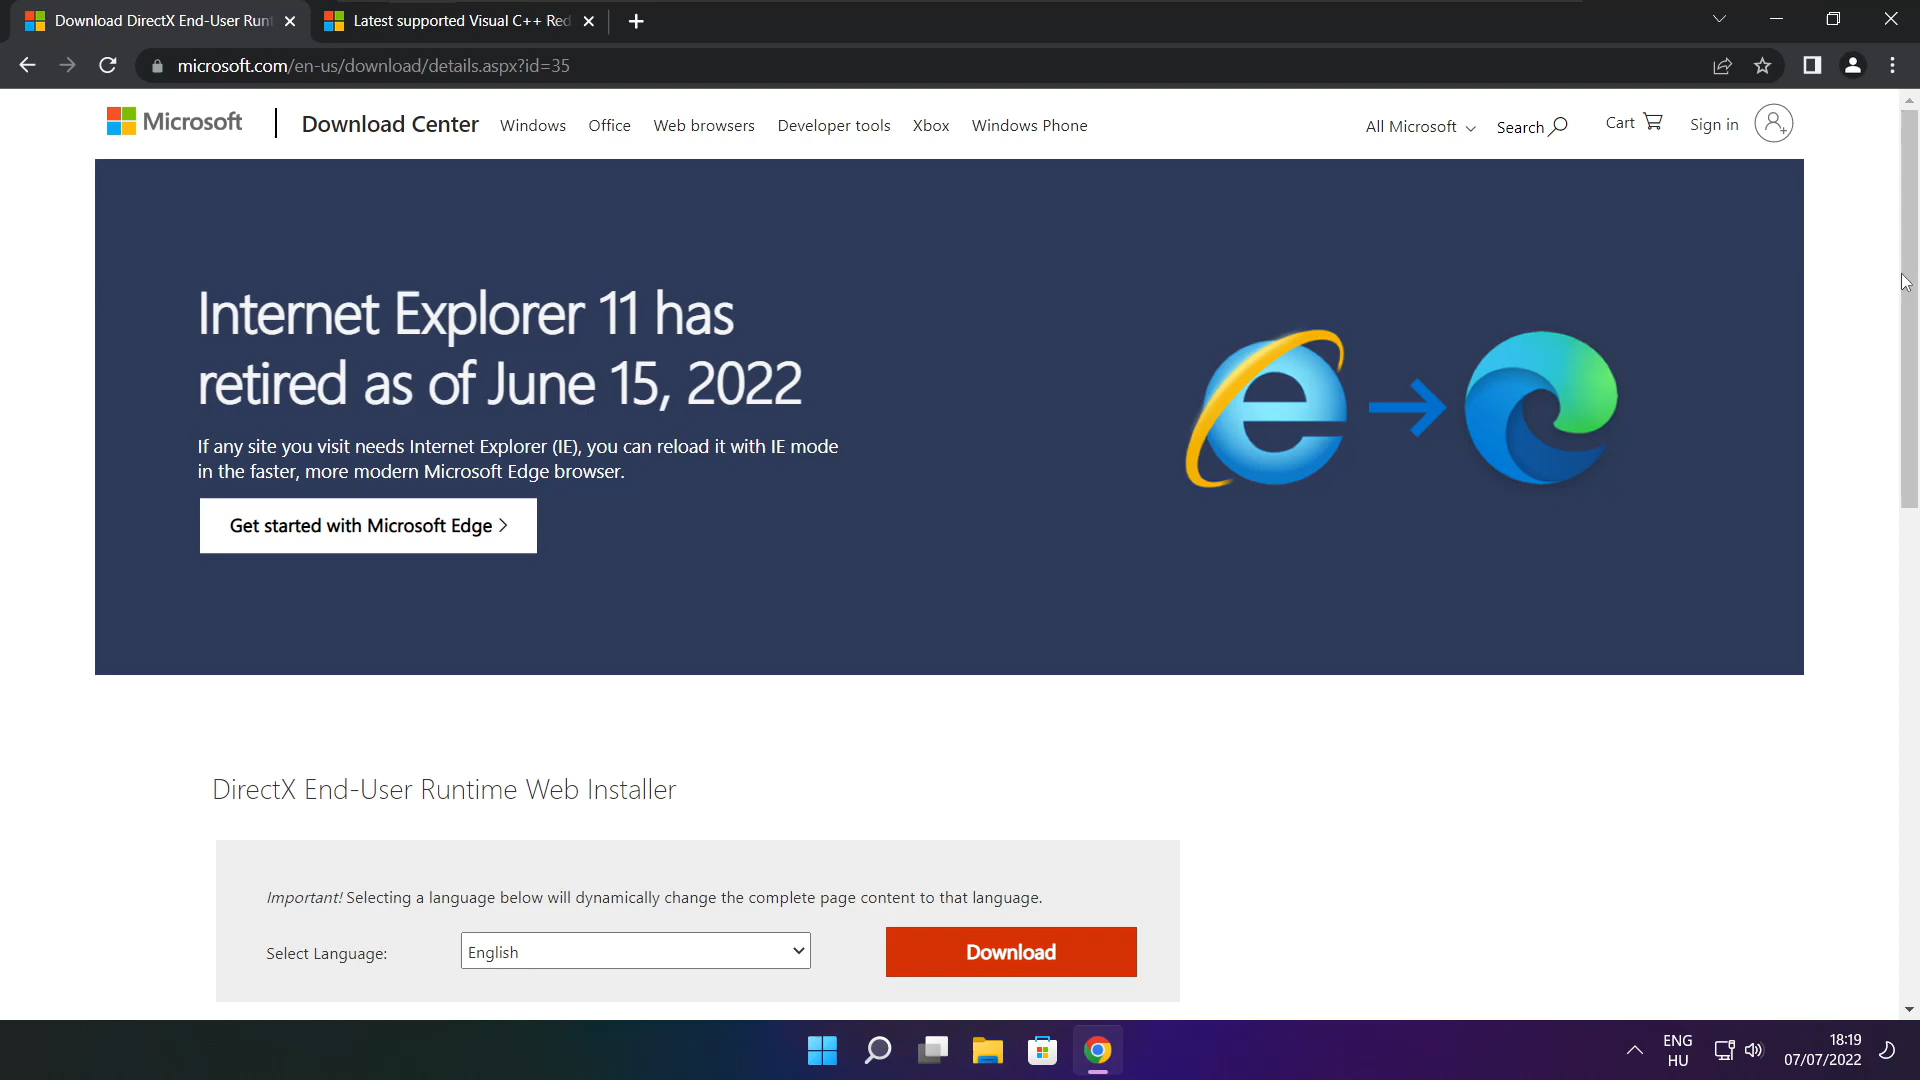 Download DirectX End-User Runt
Latest supported Visual C++ Red
microsoft.com/en-us/download/details.aspx?id=35
Microsoft
Download Center
Windows
Office
Web browsers
Developer tools
Xbox
Windows Phone
All Microsoft
Search
Cart
Sign in
Internet Explorer 11 has
retired as of June 15, 2022
If any site you visit needs Internet Explorer (IE), you can reload it with IE mode
in the faster, more modern Microsoft Edge browser.
Get started with Microsoft Edge >
DirectX End-User Runtime Web Installer
Important! Selecting a language below will dynamically change the complete page content to that language.
Select Language:
English
Download
ENG
HU
18:19
07/07/2022